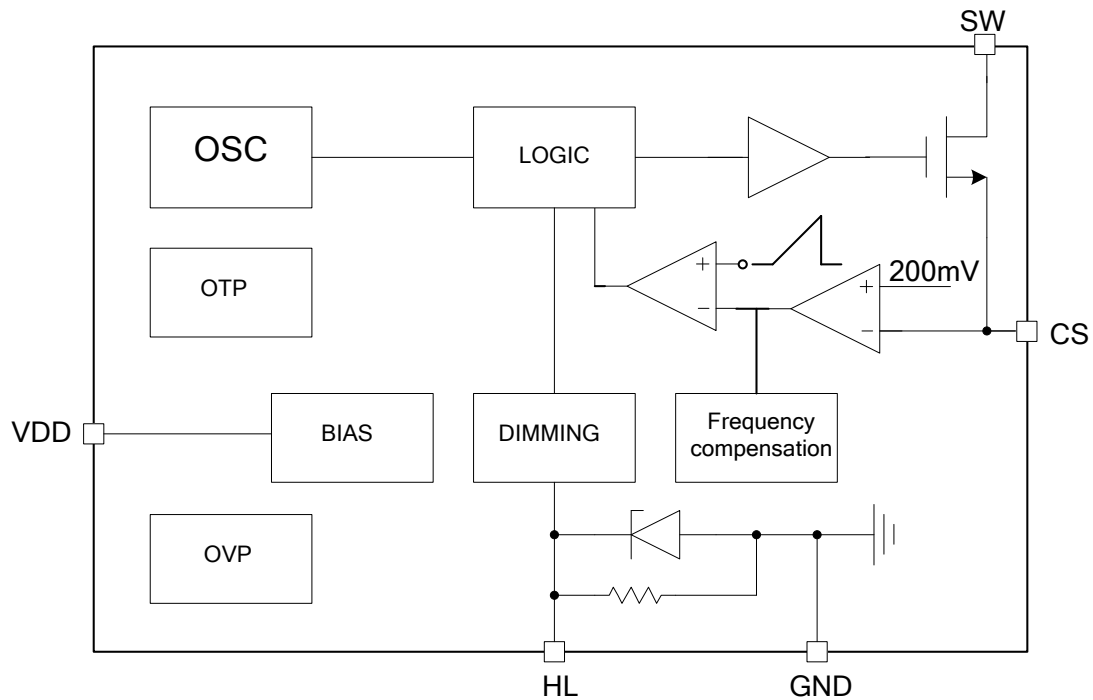 SW
OSC
LOGIC
+
−
200mV
+
−
OTP
CS
VDD
BIAS
DIMMING
Frequency
compensation
OVP
HL
GND